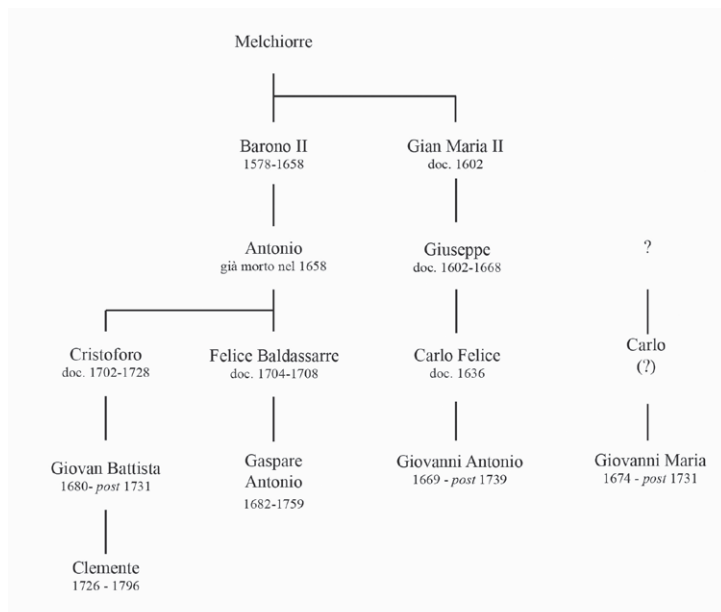 Melchiorre
Barono II
1578-1658
Gian Maria II
doc. 1602
Antonio
già morto nel 1658
Giuseppe
doc. 1602-1668
?
Cristoforo
doc. 1702-1728
Felice Baldassarre
doc. 1704-1708
Carlo Felice
doc. 1636
Carlo
(?)
Giovan Battista
1680- post 1731
Gaspare
Antonio
1682-1759
Giovanni Antonio
1669 - post 1739
Giovanni Maria
1674 - post 1731
Clemente
1726 - 1796